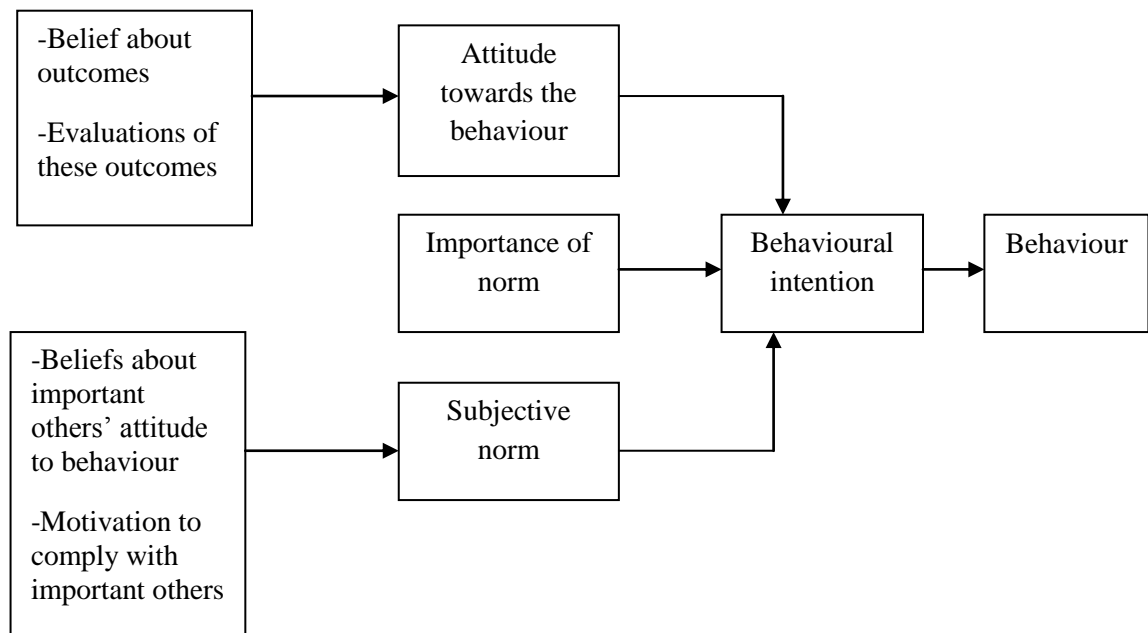 -Belief about
outcomes
-Evaluations of
these outcomes
Attitude
towards the
behaviour
Importance of
norm
Behavioural
intention
Behaviour
-Beliefs about
important
others’ attitude
to behaviour
-Motivation to
comply with
important others
Subjective
norm